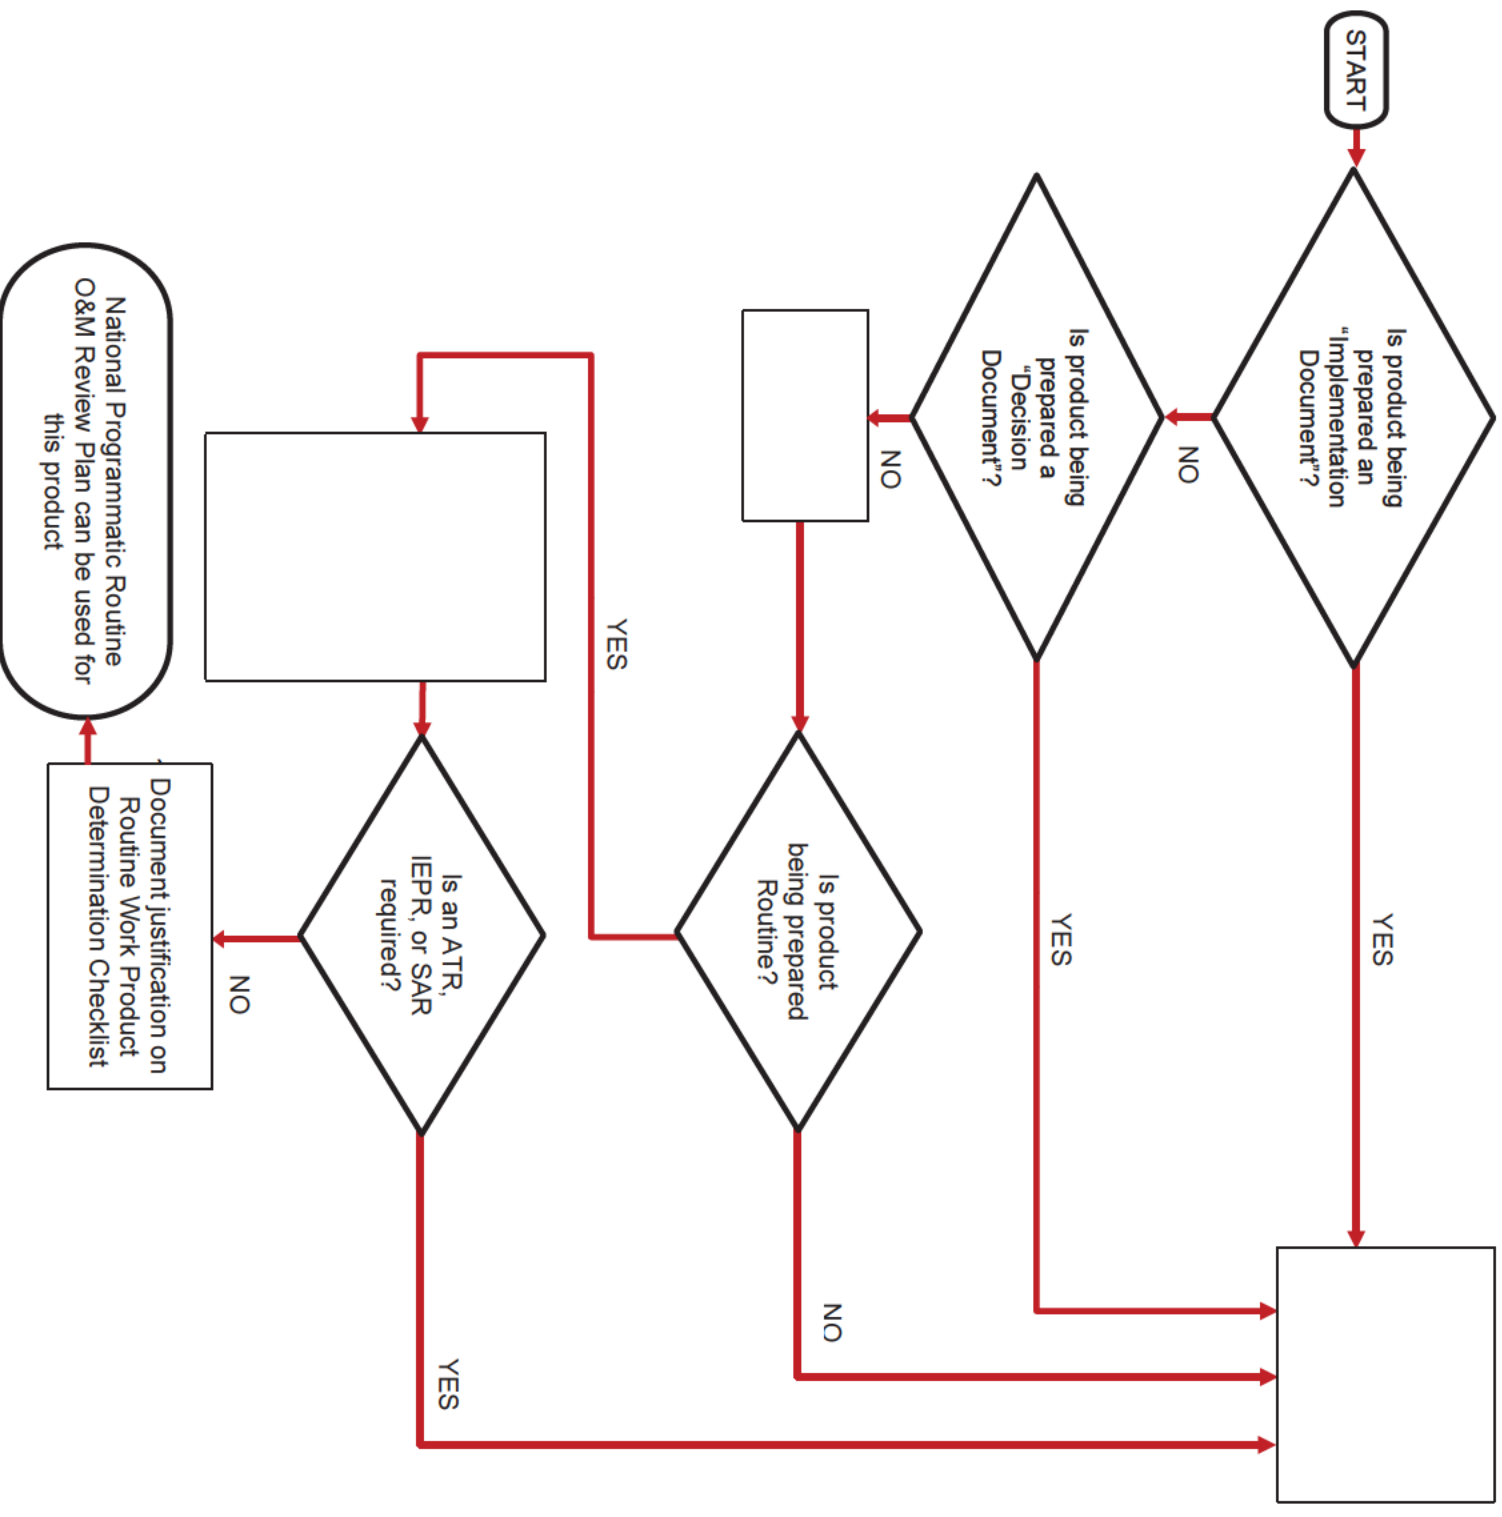 START
Is product being
prepared an
“Implementation
Document”?
YES
NO
Is product being
prepared a
“Decision
Document”?
YES
NO
Is product
being prepared
Routine?
NO
YES
Is an ATR,
IEPR, or SAR
required?
YES
NO
Document justification on
Routine Work Product
Determination Checklist
National Programmatic Routine
O&M Review Plan can be used for
this product